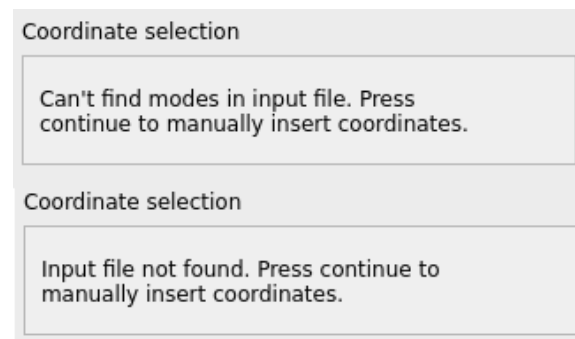 Coordinate selection
Can't find modes in input file. Press
continue to manually insert coordinates.
Coordinate selection
Input file not found. Press continue to
manually insert coordinates.